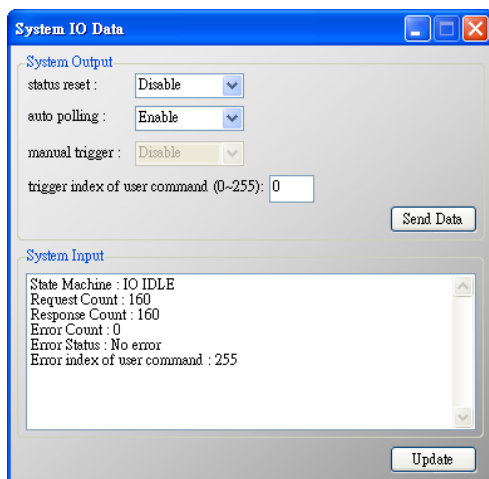 System IO Data
System Output
status reset : Disable
auto polling : Enable
manual trigger : Disable
trigger index of user command (0~255): 0
Send Data
System Input
State Machine : IO IDLE
Request Count : 160
Response Count : 160
Error Count : 0
Error Status : No error
Error index of user command : 255
Update